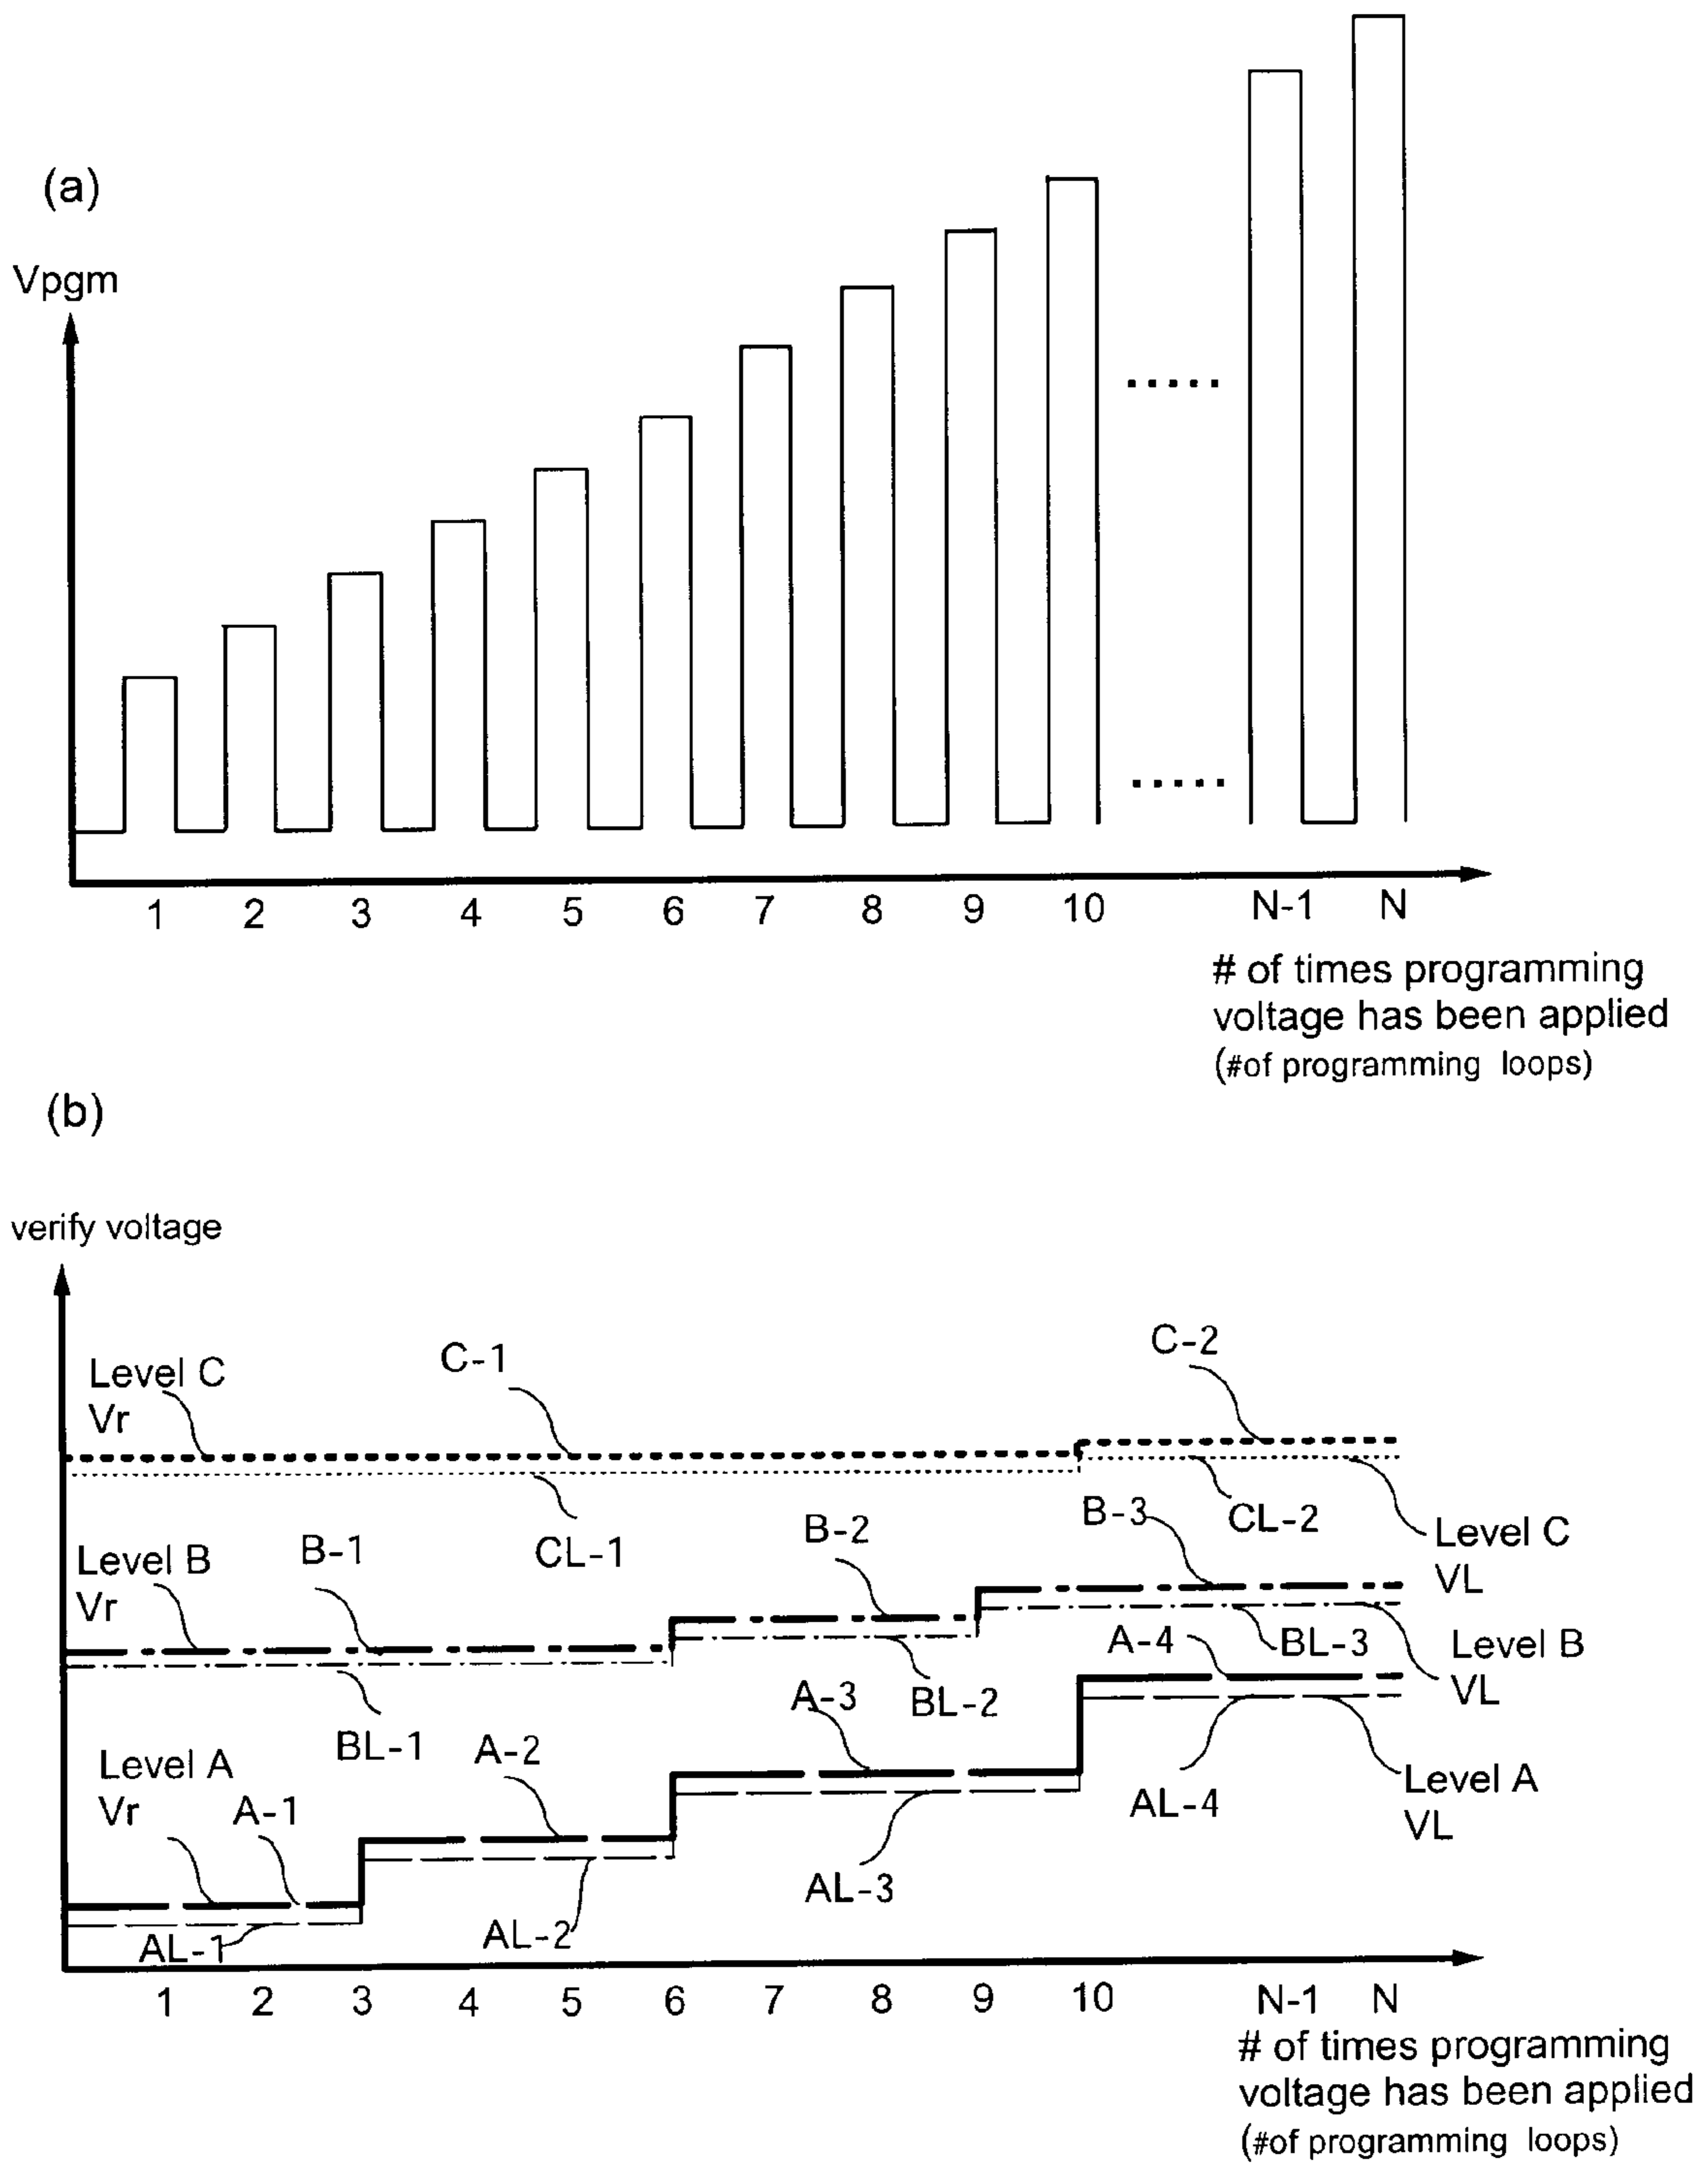 (a)
Vpgm
1 2 3 4 5 6 7 8 9 10 N-1 N
# of times programming
voltage has been applied
(#of programming loops)
(b)
verify voltage
Level C
Vr
C-1
C-2
CL-1
CL-2
Level C
VL
Level B
Vr
B-1
B-2
B-3
BL-1
BL-2
BL-3
Level B
VL
Level A
Vr
A-1
A-2
A-3
A-4
AL-1
AL-2
AL-3
AL-4
Level A
VL
1 2 3 4 5 6 7 8 9 10 N-1 N
# of times programming
voltage has been applied
(#of programming loops)